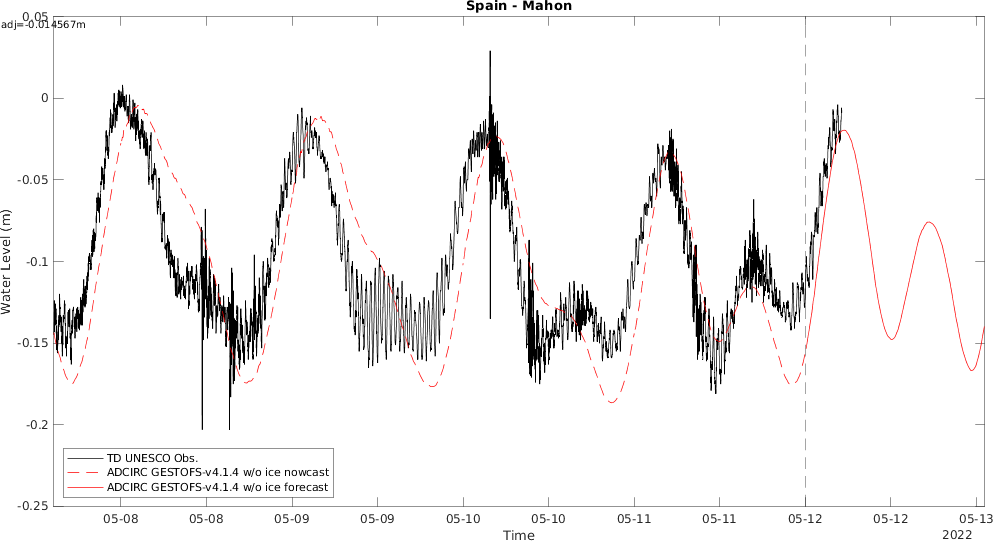 Spain - Mahon
0.05
adj=-0.014567m
0
-0.05
-0.1
-0.15
-0.2
-0.25
Water Level (m)
TD UNESCO Obs.
ADCIRC GESTOFS-v4.1.4 w/o ice nowcast
ADCIRC GESTOFS-v4.1.4 w/o ice forecast
05-08 05-08 05-09 05-09 05-10 05-10 05-11 05-11 05-12 05-12 05-13
Time
2022